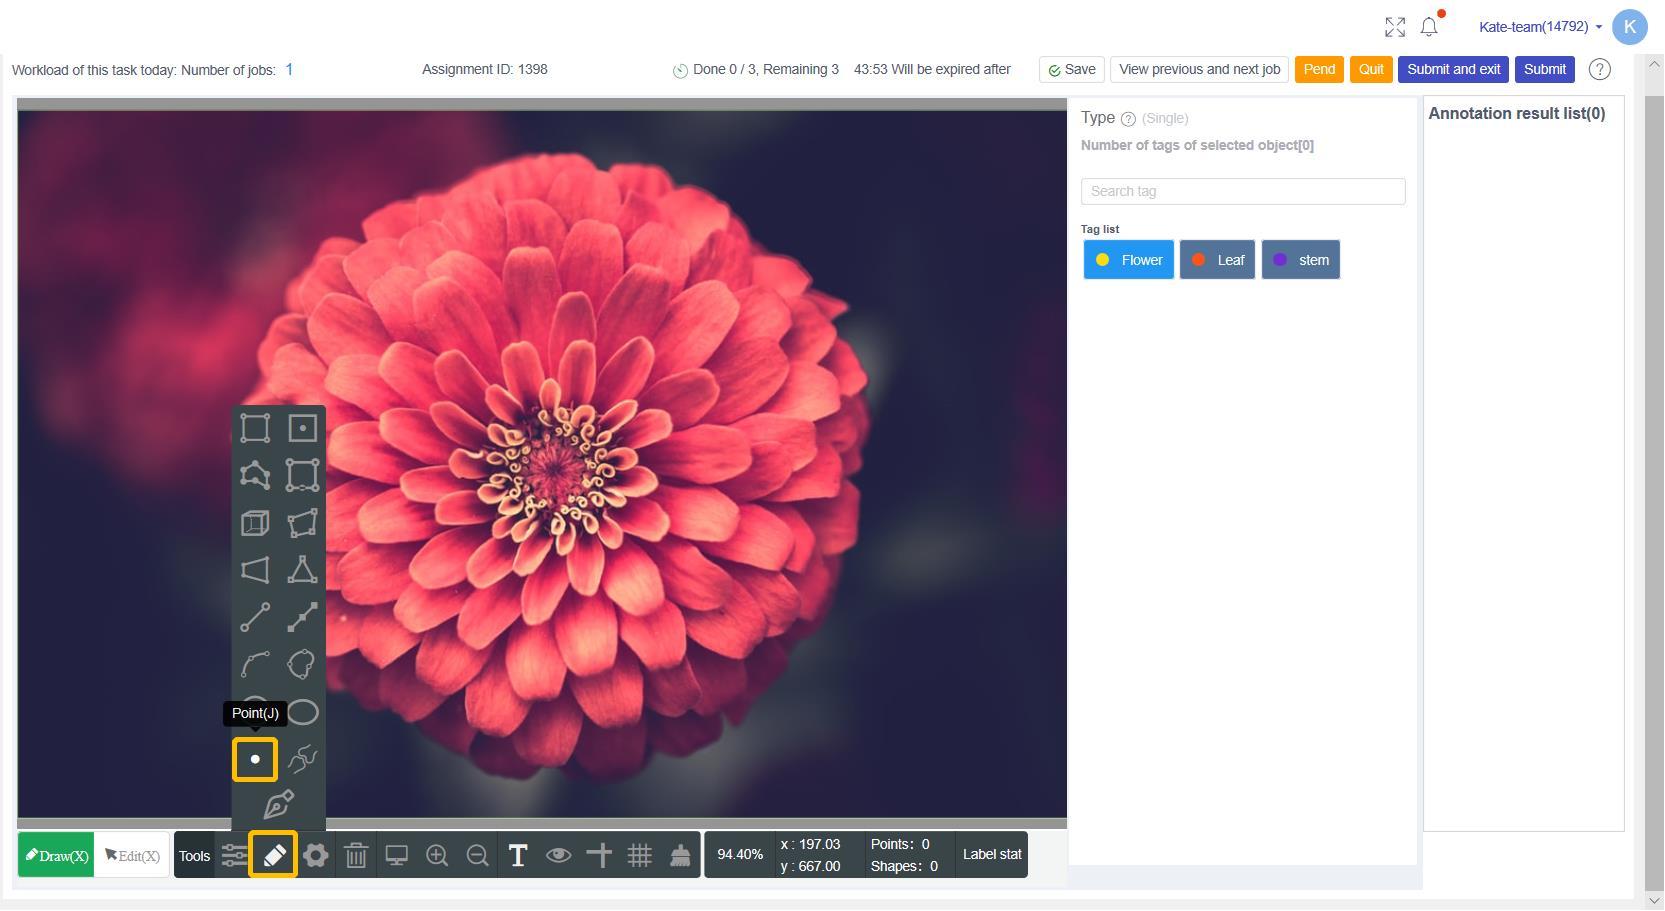 Kate-team(14792)
K
Workload of this task today: Number of jobs: 1
Assignment ID: 1398
Done 0 / 3, Remaining 3
43:53 Will be expired after
Save
View previous and next job
Pend
Quit
Submit and exit
Submit
?
Type ? (Single)
Number of tags of selected object[0]
Search tag
Tag list
Flower
Leaf
stem
Annotation result list(0)
Point(J)
Draw(X)
Edit(X)
Tools
T
94.40%
x : 197.03
y : 667.00
Points: 0
Shapes: 0
Label stat